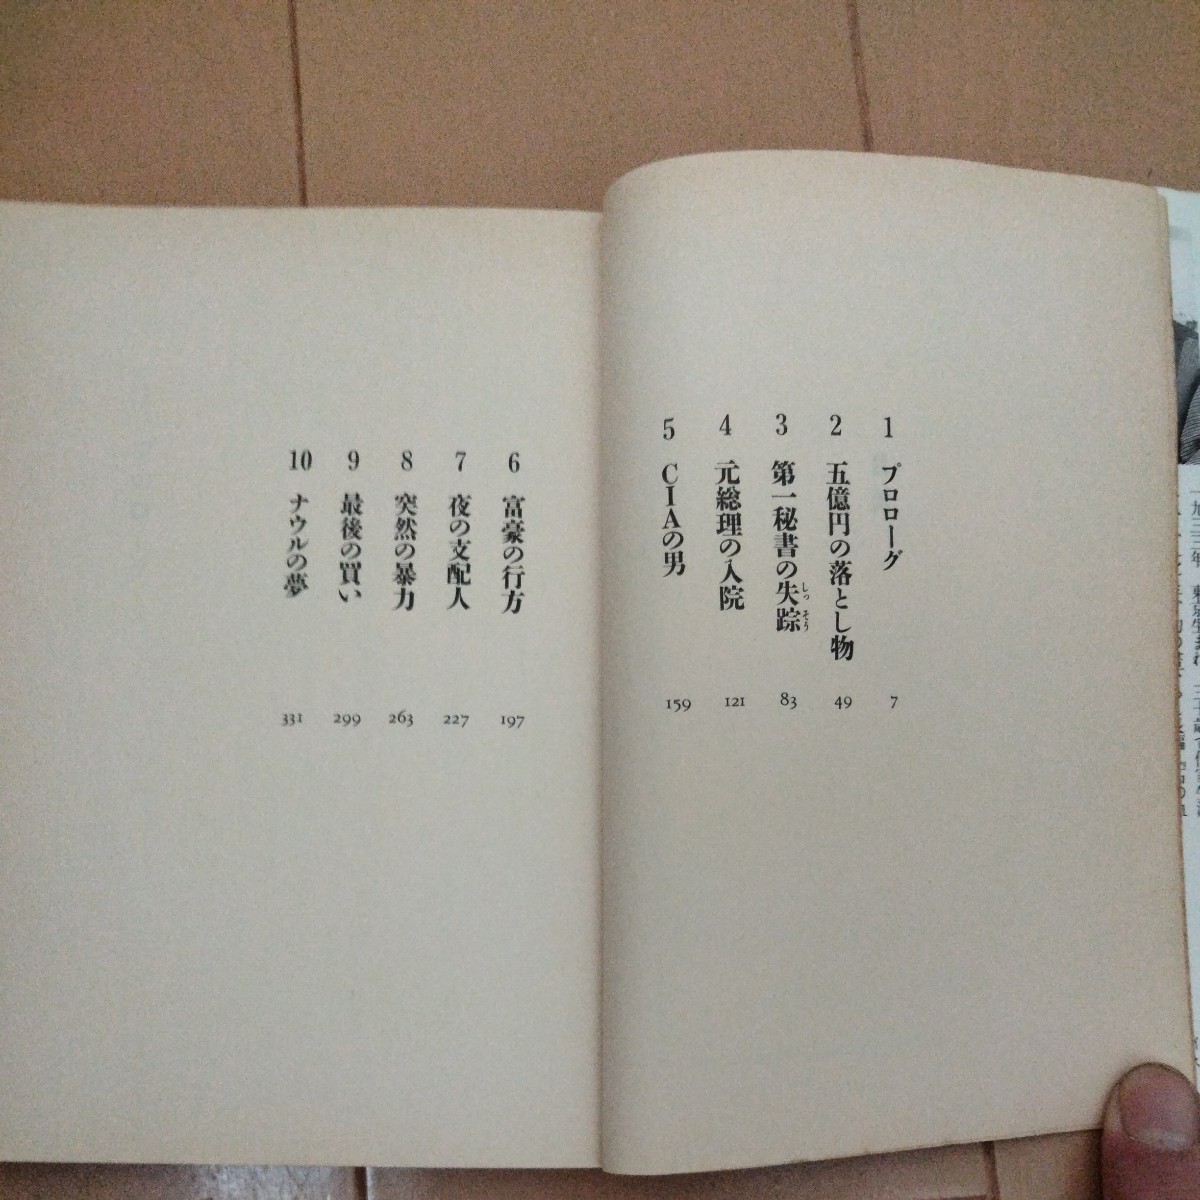 1 プロローグ 7
2 五億円の落とし物 49
3 第一秘書の失踪 83
しっそう
4 元総理の入院 121
5 CIAの男 159
6 富豪の行方 197
7 夜の支配人 227
8 突然の暴力 263
9 最後の買い 299
10 ナウルの夢 331